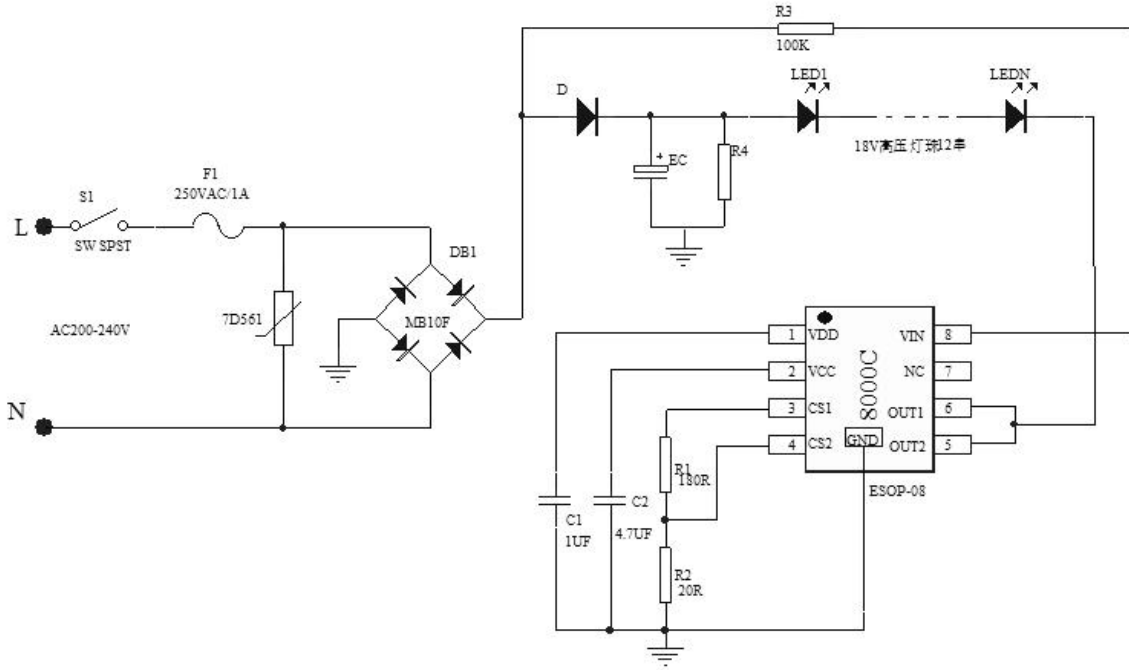 R3
100K
D
LED1
LEDN
EC
R4
18V高压灯珠12串
F1
250VAC/1A
S1
L
SW SPST
DB1
7D561
MB10F
AC200-240V
N
1 VDD VIN 8
2 VCC NC 7
3 CS1 OUT1 6
4 CS2 OUT2 5
8000C
GND
ESOP-08
R1
180R
C1
1UF
C2
4.7UF
R2
20R